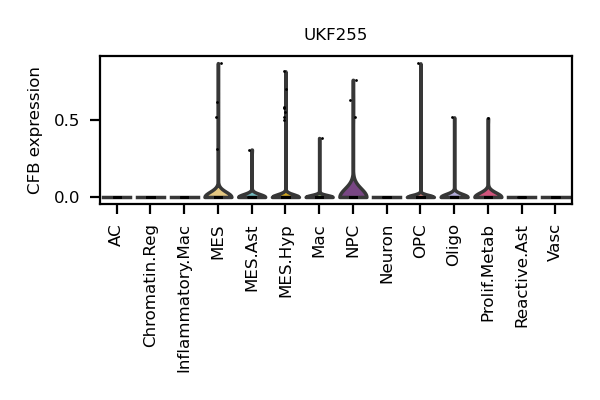 UKF255
CFB expression
0.5
0.0
AC
Chromatin.Reg
Inflammatory.Mac
MES
MES.Ast
MES.Hyp
Mac
NPC
Neuron
OPC
Oligo
Prolif.Metab
Reactive.Ast
Vasc